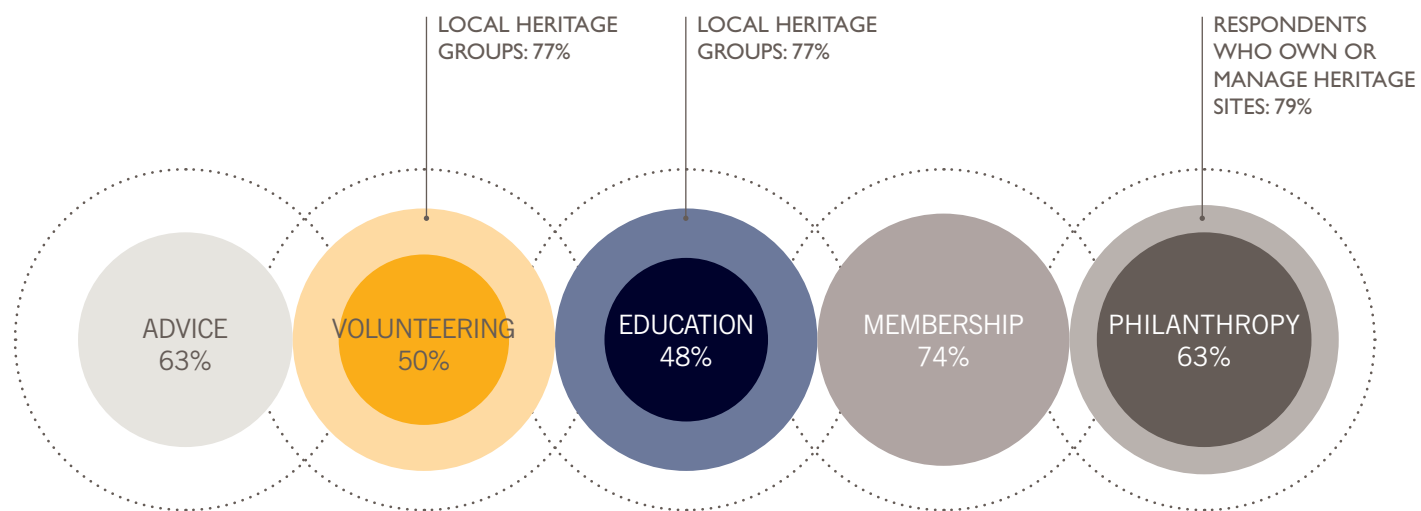 LOCAL HERITAGE
GROUPS: 77%
LOCAL HERITAGE
GROUPS: 77%
RESPONDENTS
WHO OWN OR
MANAGE HERITAGE
SITES: 79%
ADVICE
63%
VOLUNTEERING
50%
EDUCATION
48%
MEMBERSHIP
74%
PHILANTHROPY
63%